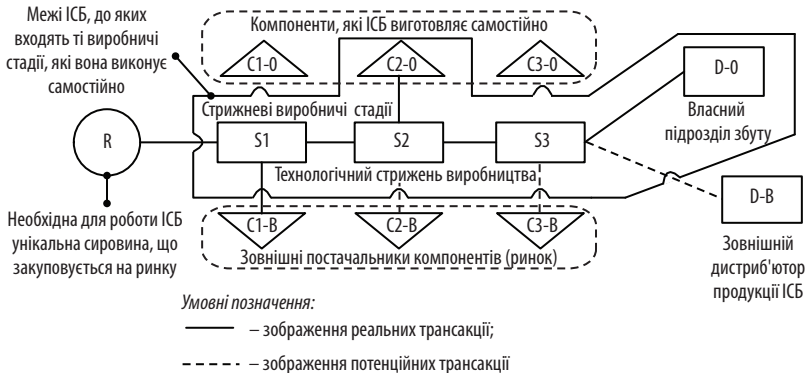 Межі ІСБ, до яких
входять ті виробничі
стадії, які вона виконує
самостійно
Компоненти, які ІСБ виготовляє самостійно
C1-0
C2-0
C3-0
D-0
Власний
підрозділ збуту
Стрижневі виробничі стадії
R
S1
S2
S3
Технологічний стрижень виробництва
D-B
Необхідна для роботи ІСБ
унікальна сировина, що
закуповується на ринку
C1-B
C2-B
C3-B
Зовнішні постачальники компонентів (ринок)
Зовнішній
дистриб'ютор
продукції ІСБ
Умовні позначення:
– зображення реальних трансакції;
– зображення потенційних трансакції